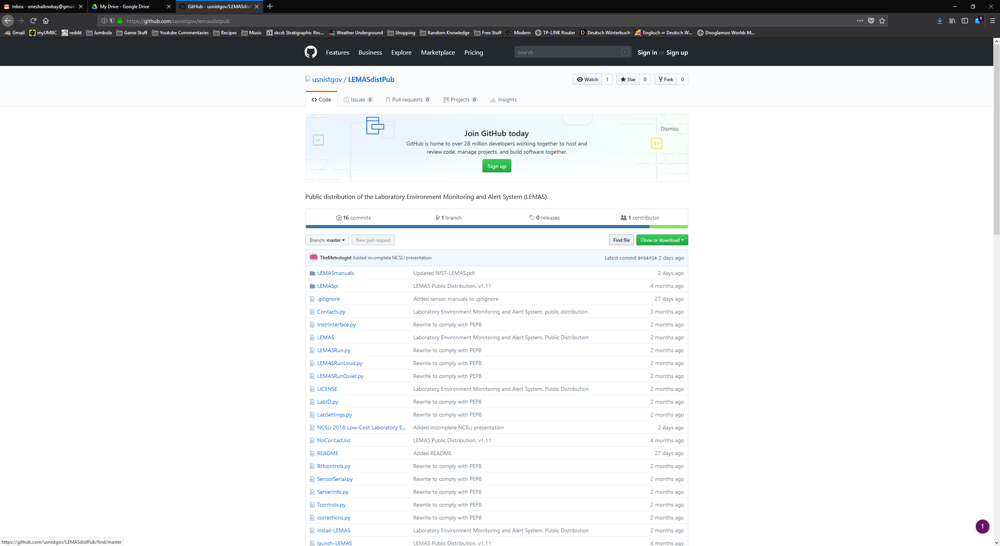 Inbox - oneshallowbay@gmail.
My Drive - Google Drive
GitHub - usnistgov/LEMASdist
https://github.com/usnistgov/lemasdistpub
1
Gmail myUMBC reddit Jumbula Game Stuff Youtube Commentaries Recipes Music xkcd: Stratigraphic Rec... Weather Underground Shopping Random Knowledge Free Stuff Modem TP-LINK Router Deutsch Wörterbuch Englisch ⇔ Deutsch W... Dooglamoo Worlds M...
Features Business Explore Marketplace Pricing Search / Sign in or Sign up
usnistgov / LEMASdistPub Watch 1 Star 0 Fork 0
Code Issues 0 Pull requests 0 Projects 0 Insights
Dismiss
Join GitHub today
GitHub is home to over 28 million developers working together to host and
review code, manage projects, and build software together.
Sign up
Public distribution of the Laboratory Environment Monitoring and Alert System (LEMAS).
16 commits 1 branch 0 releases 1 contributor
Branch: master New pull request Find file Clone or download
TheMetrologist Added incomplete NCSLi presentation Latest commit 0f64f24 2 days ago
LEMASmanuals Updated NIST-LEMAS.pdf 2 days ago
LEMASpi LEMAS Public Distribution, v1.11 4 months ago
.gitignore Added sensor manuals to .gitignore 27 days ago
Contacts.py Laboratory Environment Monitoring and Alert System, public distribution 3 months ago
InstrInterface.py Rewrite to comply with PEP8 2 months ago
LEMAS Laboratory Environment Monitoring and Alert System, Public Distribution 2 months ago
LEMASRun.py Rewrite to comply with PEP8 2 months ago
LEMASRunLoud.py Rewrite to comply with PEP8 2 months ago
LEMASRunQuiet.py Rewrite to comply with PEP8 2 months ago
LICENSE Laboratory Environment Monitoring and Alert System, Public Distribution 2 months ago
LabID.py Rewrite to comply with PEP8 2 months ago
LabSettings.py Rewrite to comply with PEP8 2 months ago
NCSLi 2018 Low-Cost Laboratory E... Added incomplete NCSLi presentation 2 days ago
NoContact.list LEMAS Public Distribution, v1.11 4 months ago
README Added README 27 days ago
RHcontrols.py Rewrite to comply with PEP8 2 months ago
SensorSerial.py Rewrite to comply with PEP8 2 months ago
ServerInfo.py Rewrite to comply with PEP8 2 months ago
Tcontrols.py Rewrite to comply with PEP8 2 months ago
corrections.py Rewrite to comply with PEP8 2 months ago
install-LEMAS Laboratory Environment Monitoring and Alert System, Public Distribution 2 months ago
1
launch-LEMAS LEMAS Public Distribution, v1.11 4 months ago
https://github.com/usnistgov/LEMASdistPub/find/master